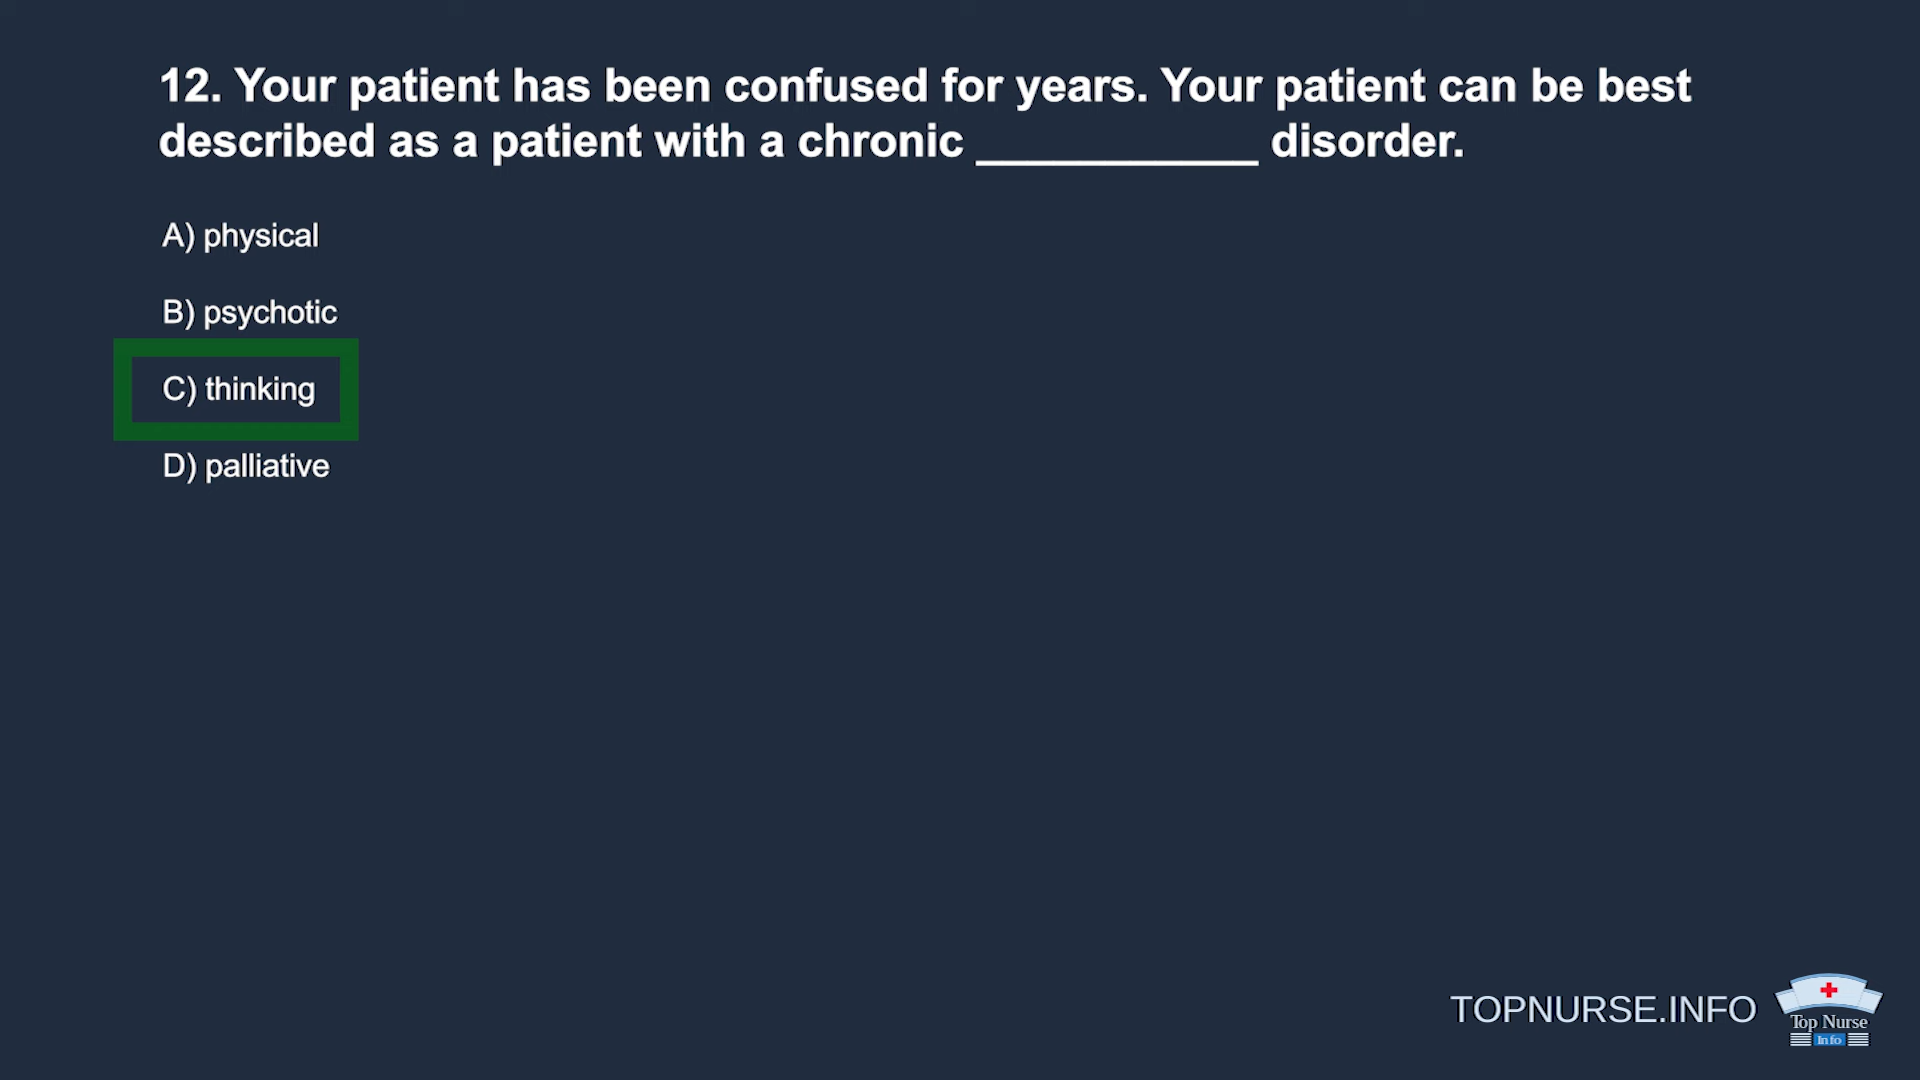 12. Your patient has been confused for years. Your patient can be best
described as a patient with a chronic ___________ disorder.
A) physical
B) psychotic
C) thinking
D) palliative
TOPNURSE.INFO
Top Nurse
Info